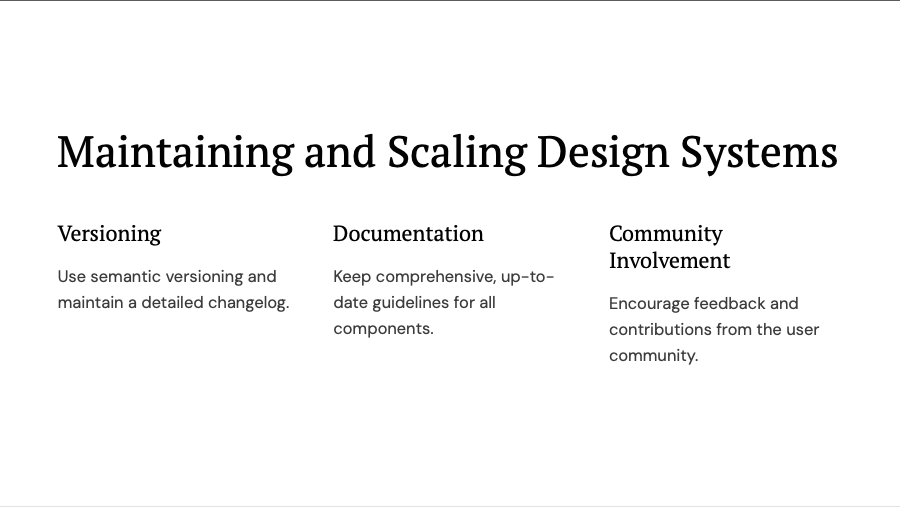 Maintaining and Scaling Design Systems
Versioning
Use semantic versioning and
maintain a detailed changelog.
Documentation
Keep comprehensive, up-to-
date guidelines for all
components.
Community
Involvement
Encourage feedback and
contributions from the user
community.